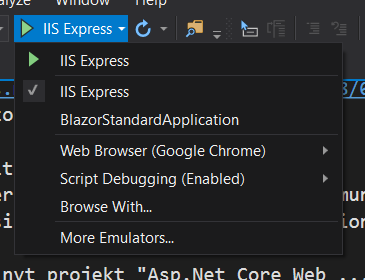 alyze Window Help
IIS Express
IIS Express
IIS Express
BlazorStandardApplication
Web Browser (Google Chrome)
Script Debugging (Enabled)
Browse With...
More Emulators...
nyt projekt "Asp.Net Core Web ...